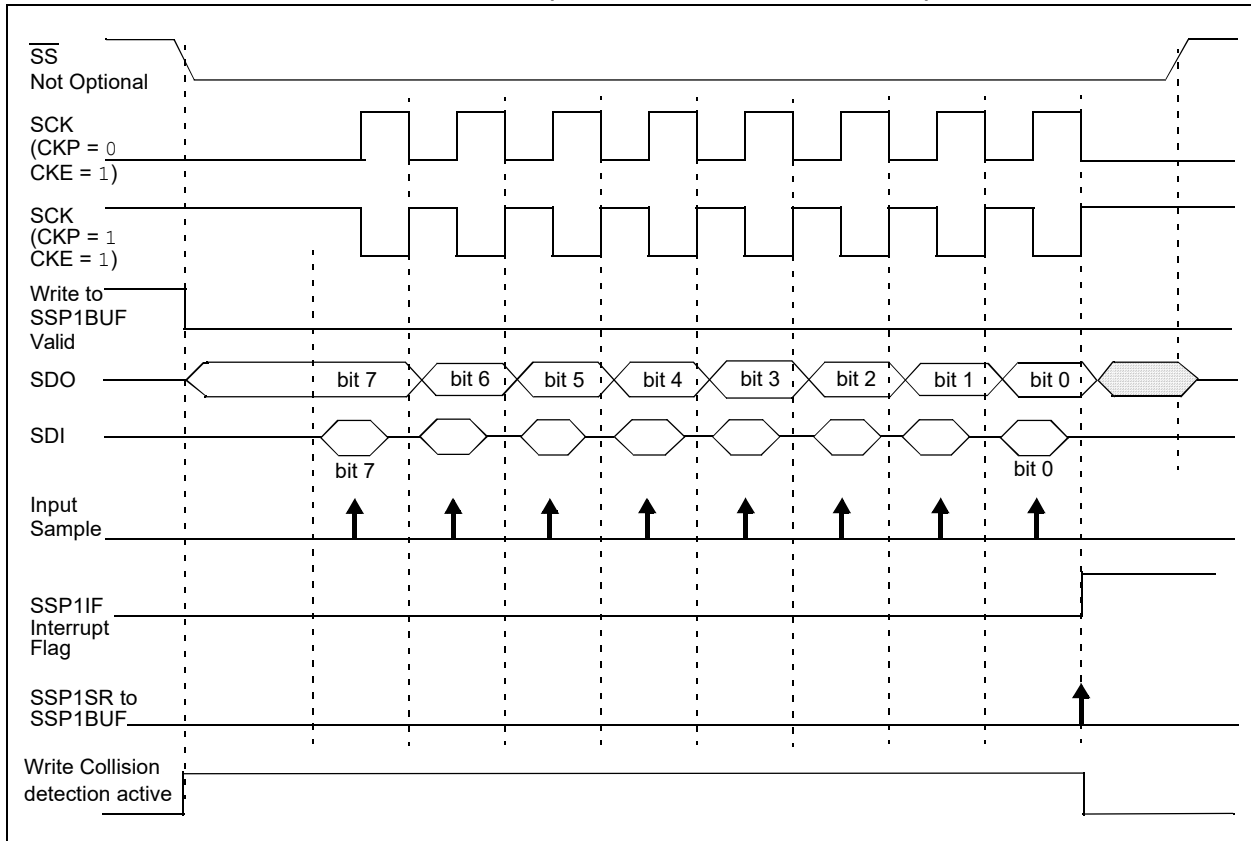 SS
Not Optional
SCK
(CKP = 0
CKE = 1)
SCK
(CKP = 1
CKE = 1)
Write to
SSP1BUF
Valid
SDO bit 7 bit 6 bit 5 bit 4 bit 3 bit 2 bit 1 bit 0
SDI
bit 7 bit 0
Input
Sample
SSP1IF
Interrupt
Flag
SSP1SR to
SSP1BUF
Write Collision
detection active